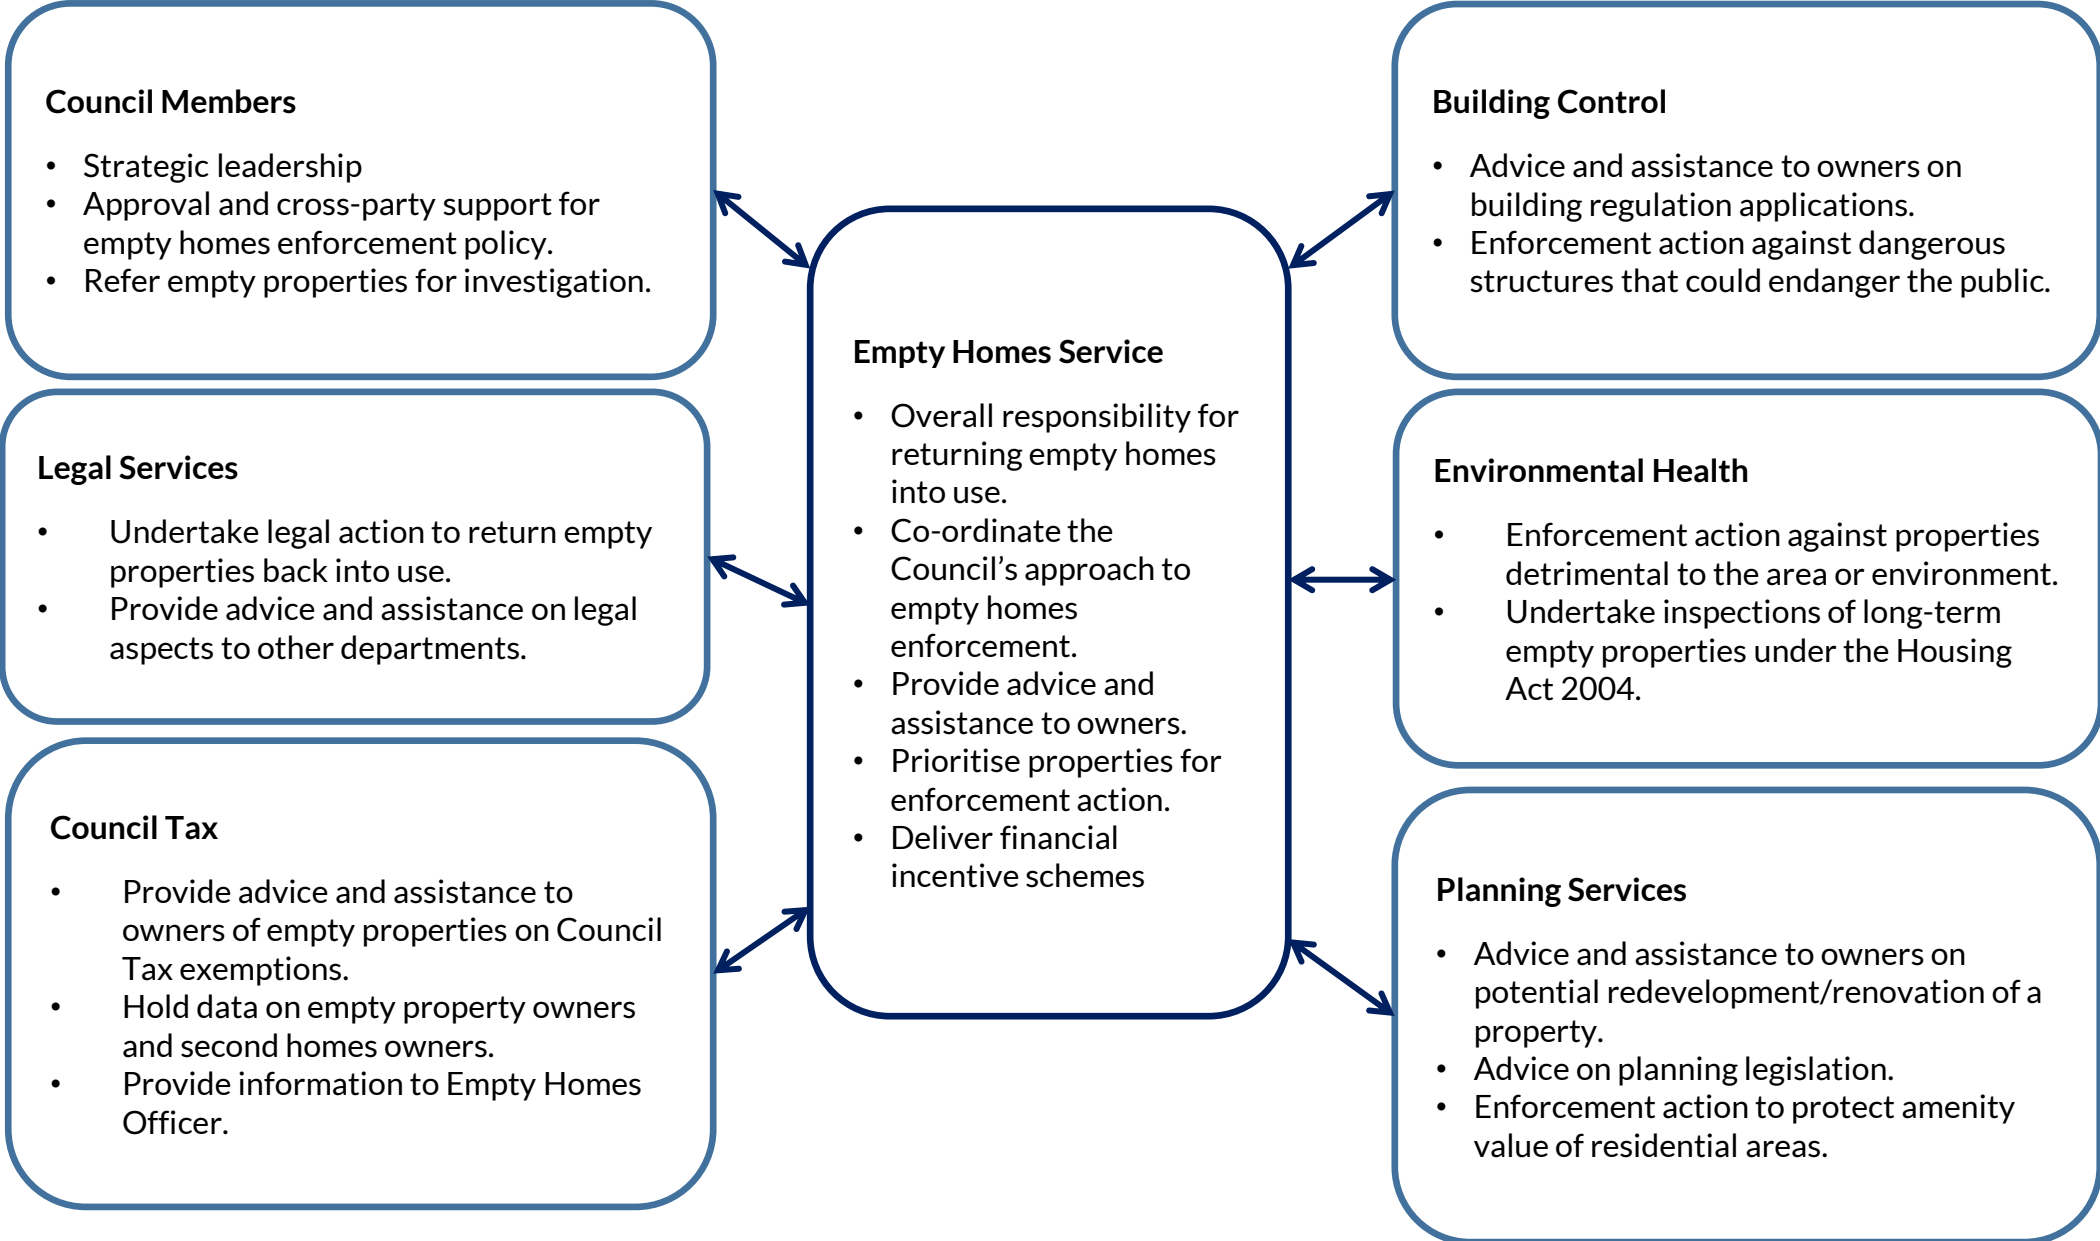 Council Members
• Strategic leadership
• Approval and cross-party support for
empty homes enforcement policy.
• Refer empty properties for investigation.
Legal Services
• Undertake legal action to return empty
properties back into use.
• Provide advice and assistance on legal
aspects to other departments.
Council Tax
• Provide advice and assistance to
owners of empty properties on Council
Tax exemptions.
• Hold data on empty property owners
and second homes owners.
• Provide information to Empty Homes
Officer.
Empty Homes Service
• Overall responsibility for
returning empty homes
into use.
• Co-ordinate the
Council’s approach to
empty homes
enforcement.
• Provide advice and
assistance to owners.
• Prioritise properties for
enforcement action.
• Deliver financial
incentive schemes
Building Control
• Advice and assistance to owners on
building regulation applications.
• Enforcement action against dangerous
structures that could endanger the public.
Environmental Health
• Enforcement action against properties
detrimental to the area or environment.
• Undertake inspections of long-term
empty properties under the Housing
Act 2004.
Planning Services
• Advice and assistance to owners on
potential redevelopment/renovation of a
property.
• Advice on planning legislation.
• Enforcement action to protect amenity
value of residential areas.